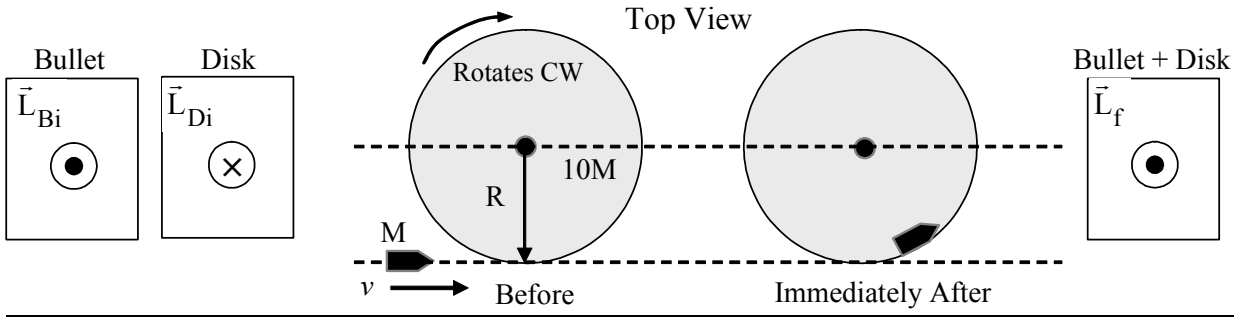 Top View
Bullet
Disk
Bullet + Disk
Rotates CW
L⃗Bi
L⃗Di
L⃗f
10M
R
M
v
Before
Immediately After